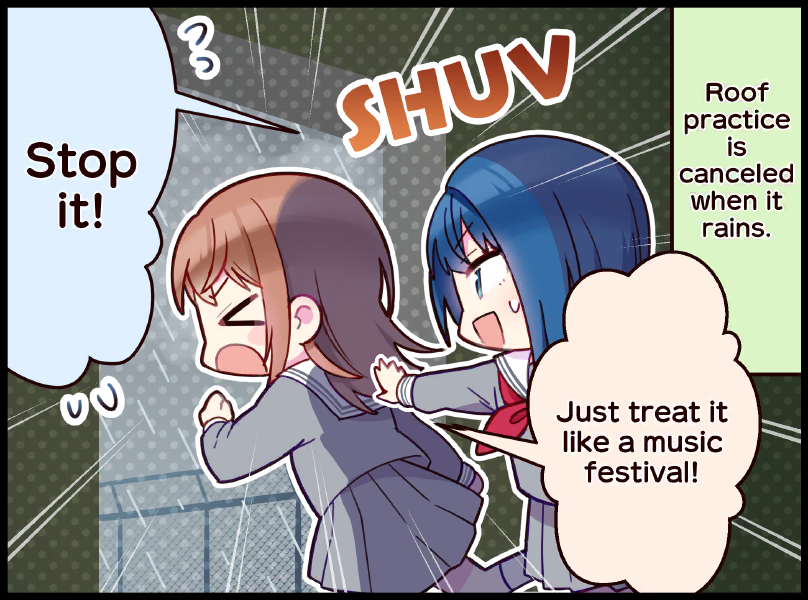 Roof
practice
is
canceled
when it
rains.
SHUV
Stop
it!
Just treat it
like a music
festival!